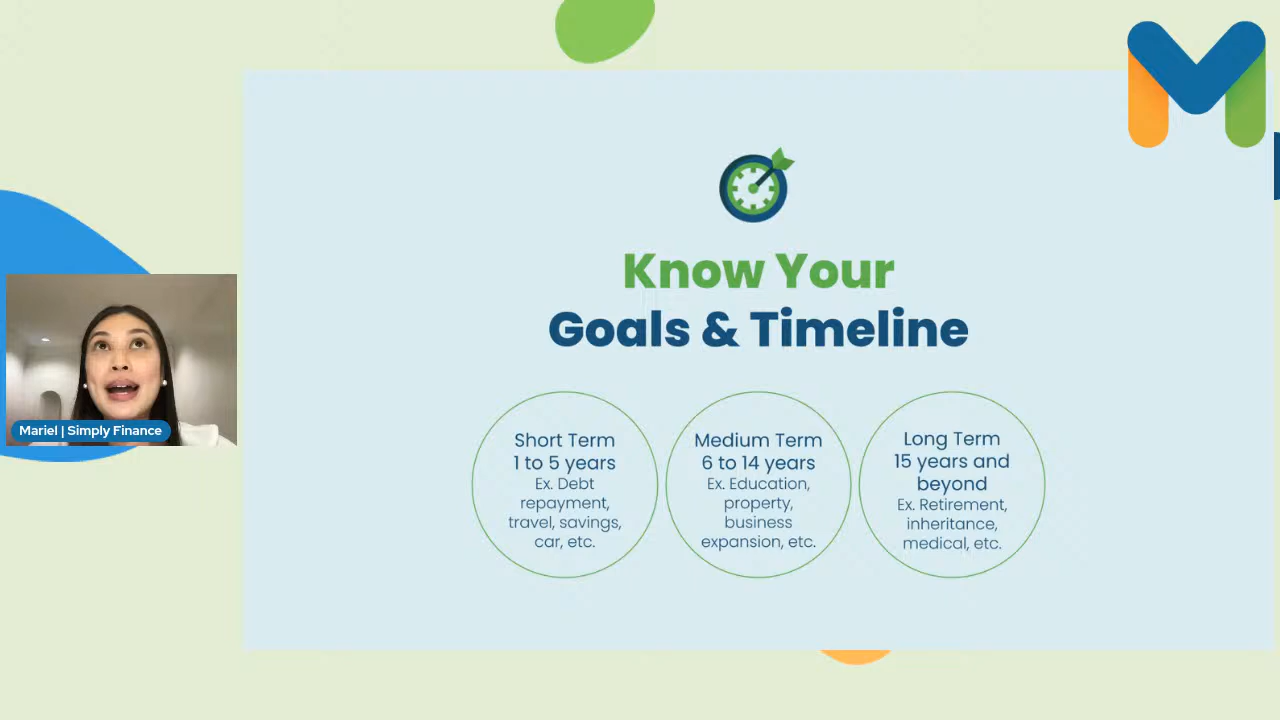 Know Your
Goals & Timeline
Short Term
1 to 5 years
Ex. Debt
repayment,
travel, savings,
car, etc.
Medium Term
6 to 14 years
Ex. Education,
property,
business
expansion, etc.
Long Term
15 years and
beyond
Ex. Retirement,
inheritance,
medical, etc.
Mariel | Simply Finance